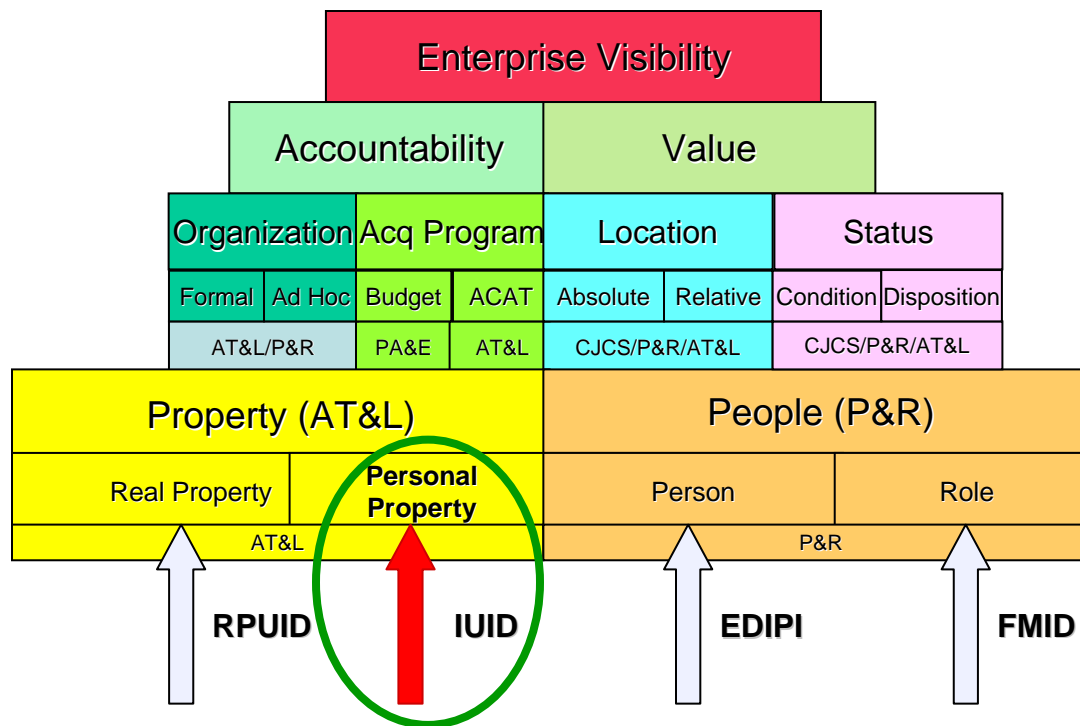 Enterprise Visibility
Accountability Value
Organization Acq Program Location Status
Formal Ad Hoc Budget ACAT Absolute Relative Condition Disposition
AT&L/P&R PA&E AT&L CJCS/P&R/AT&L CJCS/P&R/AT&L
Property (AT&L) People (P&R)
Real Property Personal Property Person Role
AT&L P&R
RPUID IUID EDIPI FMID